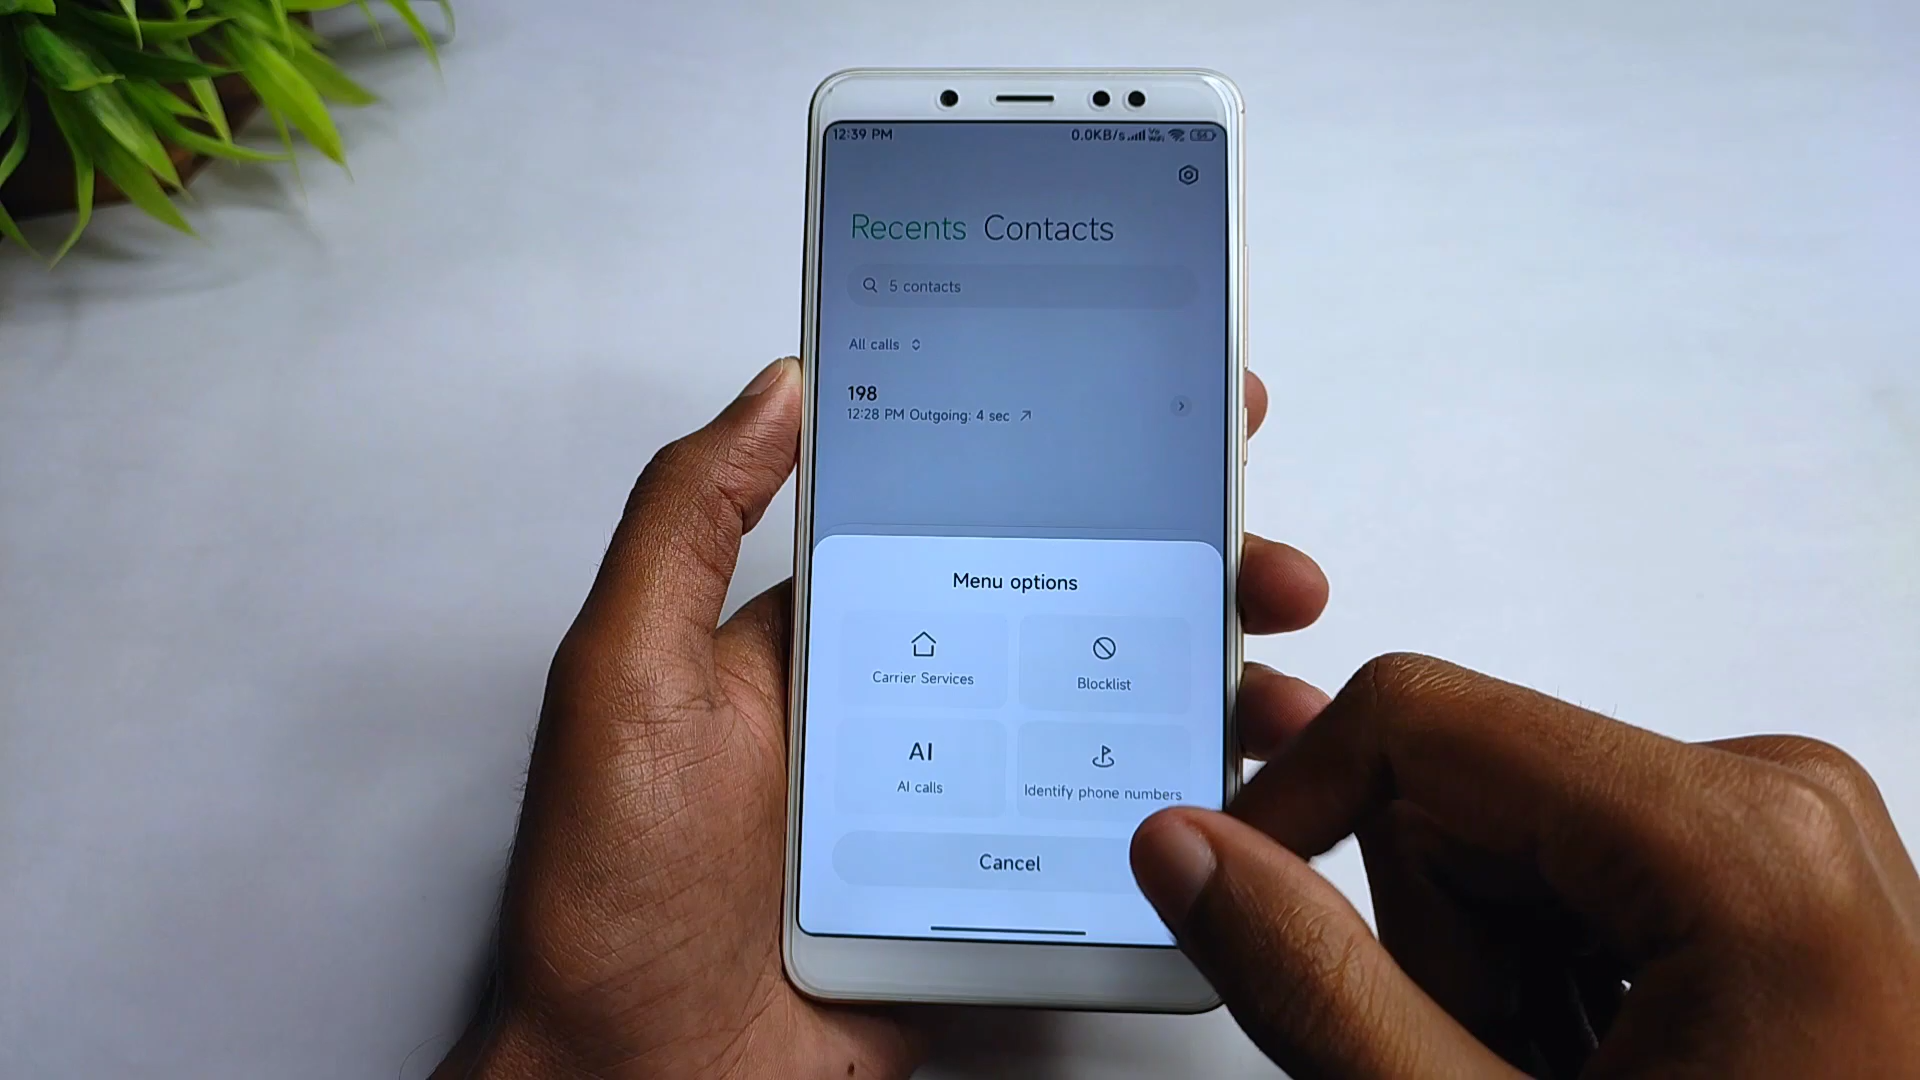 12:39 PM 0.0KB/s
Recents Contacts
5 contacts
All calls
198
12:28 PM Outgoing: 4 sec
Menu options
Carrier Services
Blocklist
AI
AI calls
Identify phone numbers
Cancel